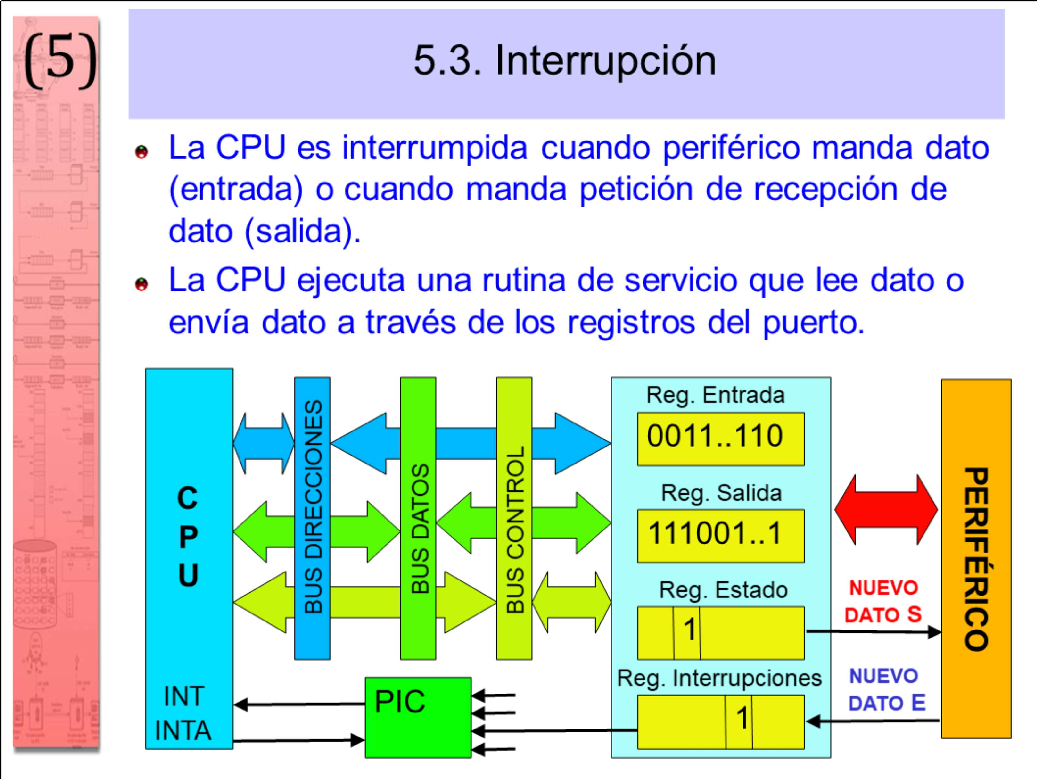 (5)
5.3. Interrupción
La CPU es interrumpida cuando periférico manda dato
(entrada) o cuando manda petición de recepción de
dato (salida).
La CPU ejecuta una rutina de servicio que lee dato o
envía dato a través de los registros del puerto.
C
P
U
INT
INTA
BUS DIRECCIONES
BUS DATOS
BUS CONTROL
PIC
Reg. Entrada
0011..110
Reg. Salida
111001..1
Reg. Estado
1
Reg. Interrupciones
1
NUEVO
DATO S
NUEVO
DATO E
PERIFÉRICO